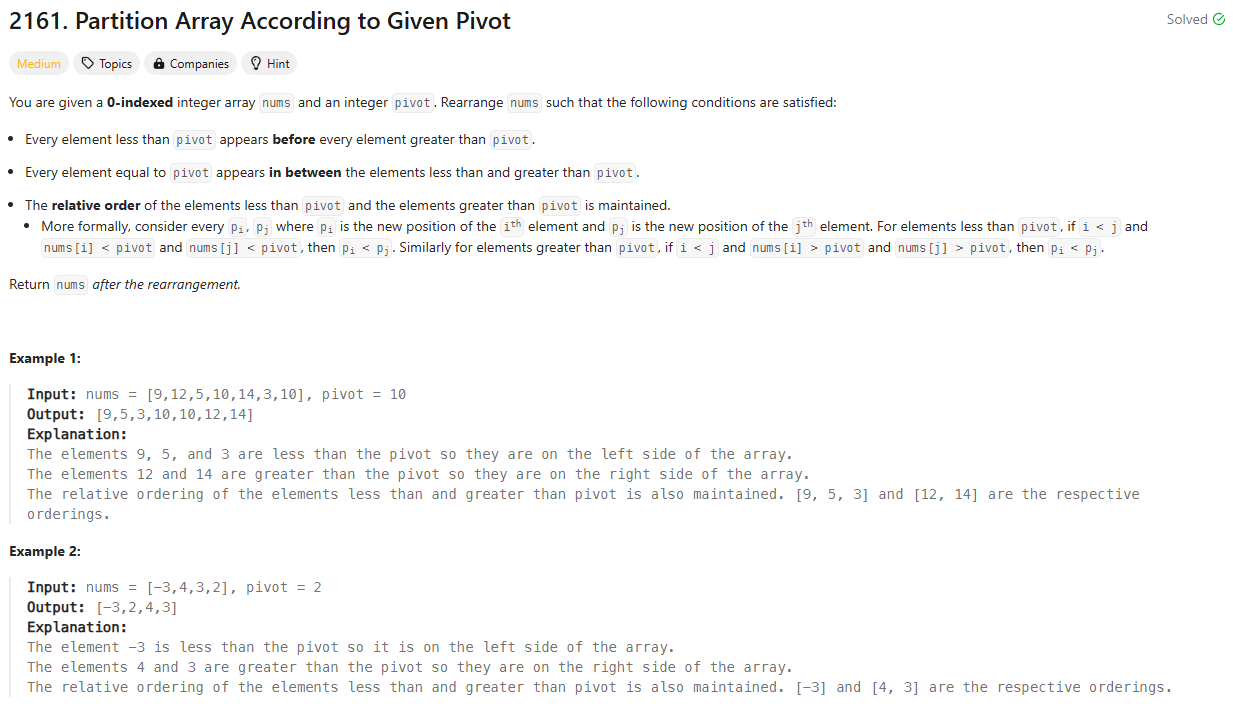 2161. Partition Array According to Given Pivot
Solved
Medium Topics Companies Hint
You are given a 0-indexed integer array nums and an integer pivot. Rearrange nums such that the following conditions are satisfied:
Every element less than pivot appears before every element greater than pivot.
Every element equal to pivot appears in between the elements less than and greater than pivot.
The relative order of the elements less than pivot and the elements greater than pivot is maintained.
More formally, consider every pᵢ, pⱼ where pᵢ is the new position of the iᵗʰ element and pⱼ is the new position of the jᵗʰ element. For elements less than pivot, if i < j and
nums[i] < pivot and nums[j] < pivot, then pᵢ < pⱼ. Similarly for elements greater than pivot, if i < j and nums[i] > pivot and nums[j] > pivot, then pᵢ < pⱼ.
Return nums after the rearrangement.
Example 1:
Input: nums = [9,12,5,10,14,3,10], pivot = 10
Output: [9,5,3,10,10,12,14]
Explanation:
The elements 9, 5, and 3 are less than the pivot so they are on the left side of the array.
The elements 12 and 14 are greater than the pivot so they are on the right side of the array.
The relative ordering of the elements less than and greater than pivot is also maintained. [9, 5, 3] and [12, 14] are the respective
orderings.
Example 2:
Input: nums = [-3,4,3,2], pivot = 2
Output: [-3,2,4,3]
Explanation:
The element -3 is less than the pivot so it is on the left side of the array.
The elements 4 and 3 are greater than the pivot so they are on the right side of the array.
The relative ordering of the elements less than and greater than pivot is also maintained. [-3] and [4, 3] are the respective orderings.